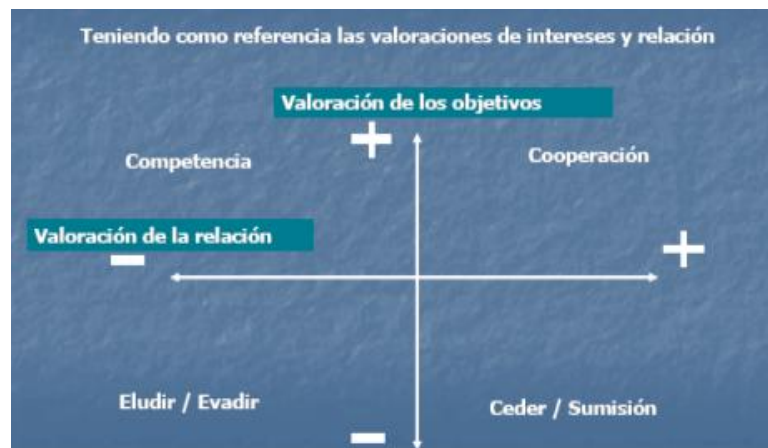 Teniendo como referencia las valoraciones de intereses y relación
Valoración de los objetivos
+
Competencia
Cooperación
Valoración de la relación
-
+
Eludir / Evadir
Ceder / Sumisión
-